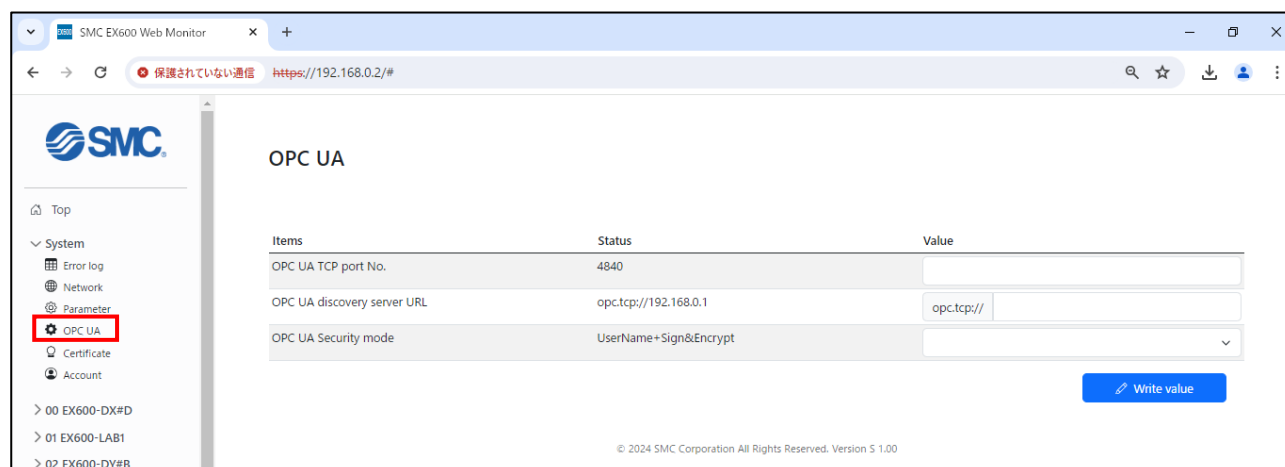 EX600 SMC EX600 Web Monitor
保護されていない通信 https://192.168.0.2/#
SMC.
OPC UA
Top
System
Items Status Value
Error log
OPC UA TCP port No. 4840
Network
OPC UA discovery server URL opc.tcp://192.168.0.1 opc.tcp://
Parameter
OPC UA
OPC UA Security mode UserName+Sign&Encrypt
Certificate
Account
Write value
00 EX600-DX#D
01 EX600-LAB1
© 2024 SMC Corporation All Rights Reserved. Version S 1.00
02 EX600-DY#B